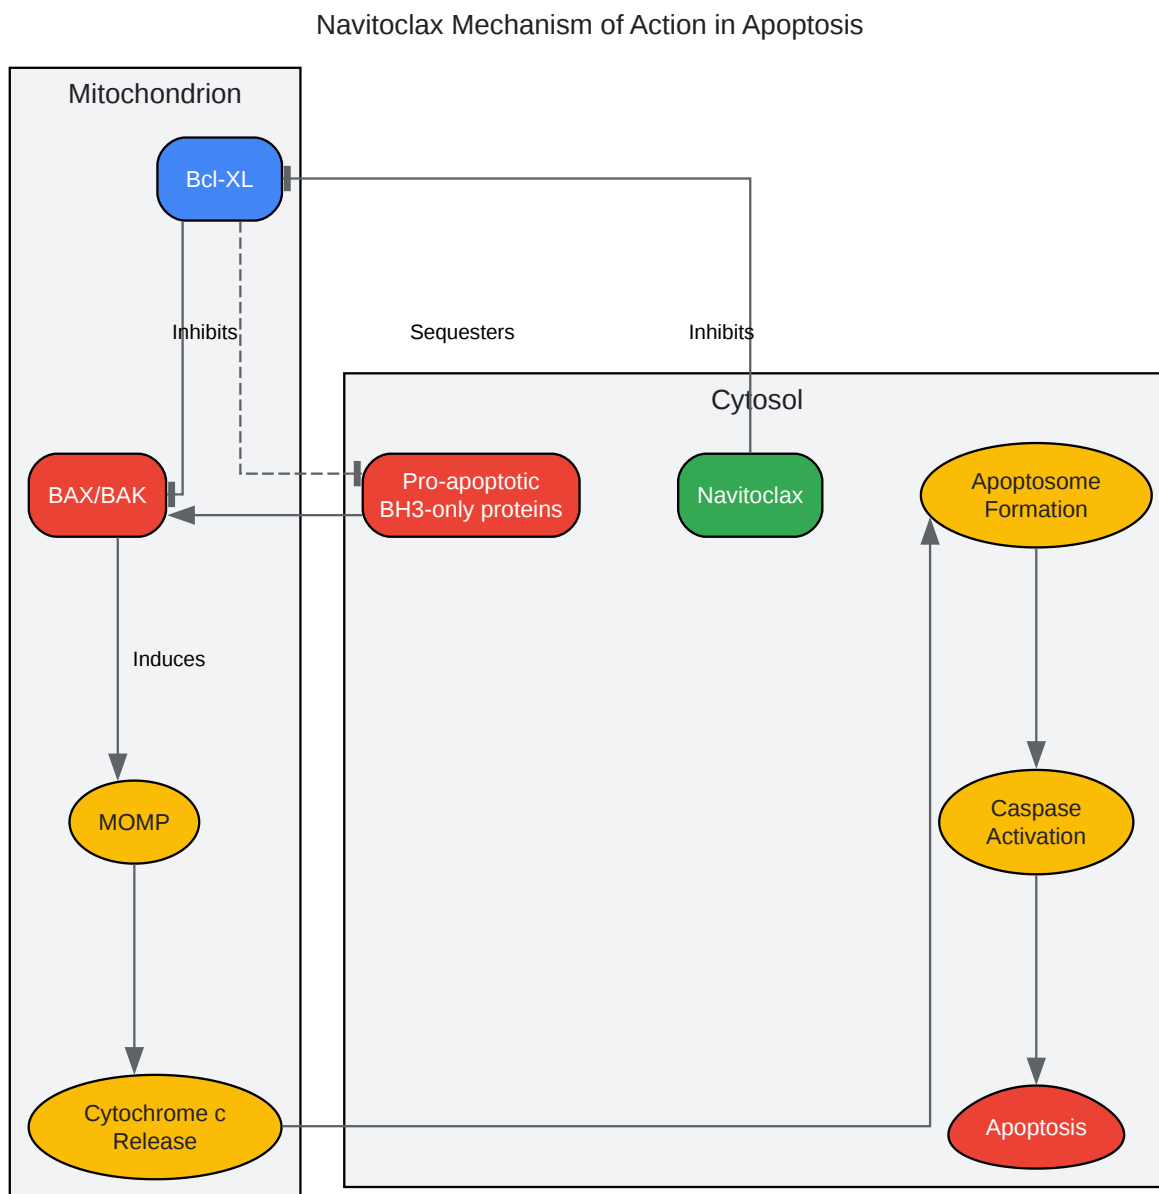 Navitoclax Mechanism of Action in Apoptosis
Mitochondrion
Bcl-XL
Inhibits
Sequesters
Inhibits
Cytosol
BAX/BAK
Pro-apoptotic
BH3-only proteins
Navitoclax
Apoptosome
Formation
Induces
MOMP
Caspase
Activation
Cytochrome c
Release
Apoptosis